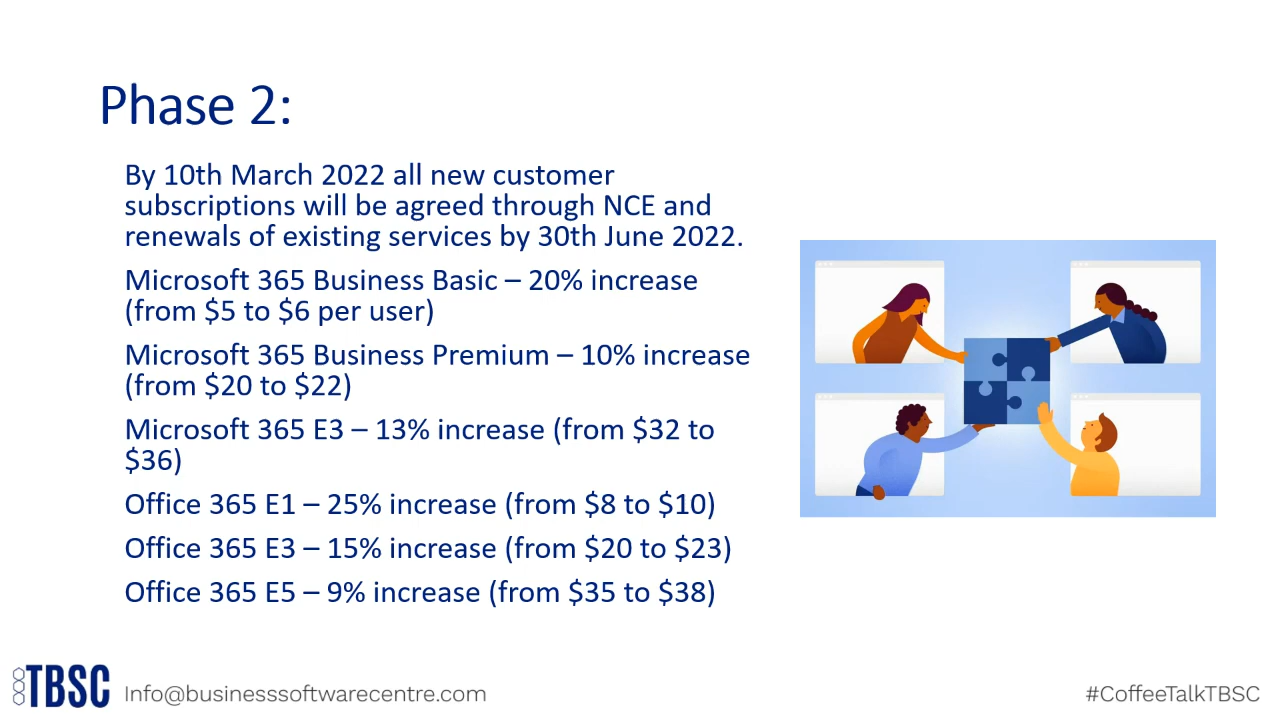 Phase 2:
By 10th March 2022 all new customer
subscriptions will be agreed through NCE and
renewals of existing services by 30th June 2022.
Microsoft 365 Business Basic – 20% increase
(from $5 to $6 per user)
Microsoft 365 Business Premium – 10% increase
(from $20 to $22)
Microsoft 365 E3 – 13% increase (from $32 to
$36)
Office 365 E1 – 25% increase (from $8 to $10)
Office 365 E3 – 15% increase (from $20 to $23)
Office 365 E5 – 9% increase (from $35 to $38)
TBSC
Info@businesssoftwarecentre.com
#CoffeeTalkTBSC